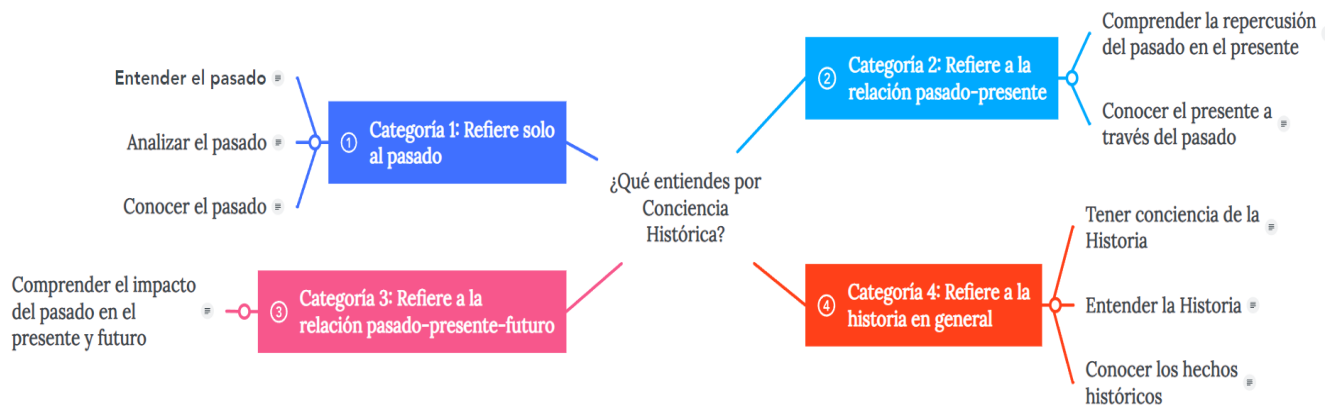 ¿Qué entiendes por
Conciencia
Histórica?
① Categoría 1: Refiere solo
al pasado
Entender el pasado
Analizar el pasado
Conocer el pasado
② Categoría 2: Refiere a la
relación pasado-presente
Comprender la repercusión
del pasado en el presente
Conocer el presente a
través del pasado
③ Categoría 3: Refiere a la
relación pasado-presente-futuro
Comprender el impacto
del pasado en el
presente y futuro
④ Categoría 4: Refiere a la
historia en general
Tener conciencia de la
Historia
Entender la Historia
Conocer los hechos
históricos